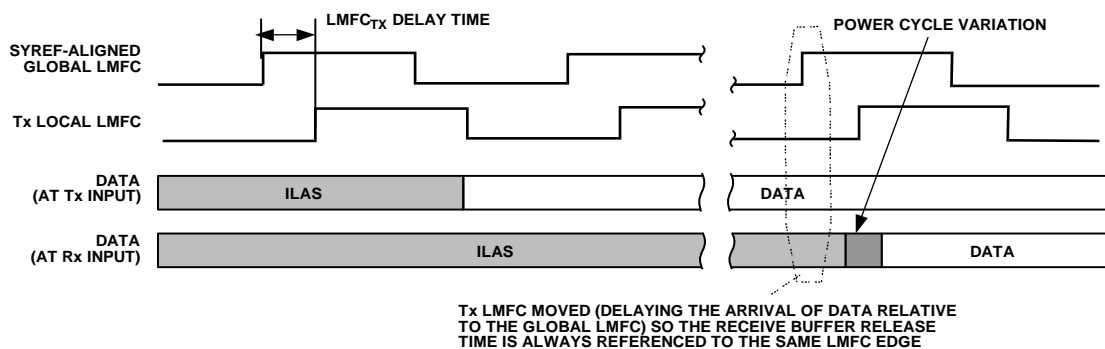 LMFCTX DELAY TIME
POWER CYCLE VARIATION
SYREF-ALIGNED
GLOBAL LMFC
Tx LOCAL LMFC
DATA
(AT Tx INPUT)
ILAS
DATA
DATA
(AT Rx INPUT)
ILAS
DATA
Tx LMFC MOVED (DELAYING THE ARRIVAL OF DATA RELATIVE
TO THE GLOBAL LMFC) SO THE RECEIVE BUFFER RELEASE
TIME IS ALWAYS REFERENCED TO THE SAME LMFC EDGE